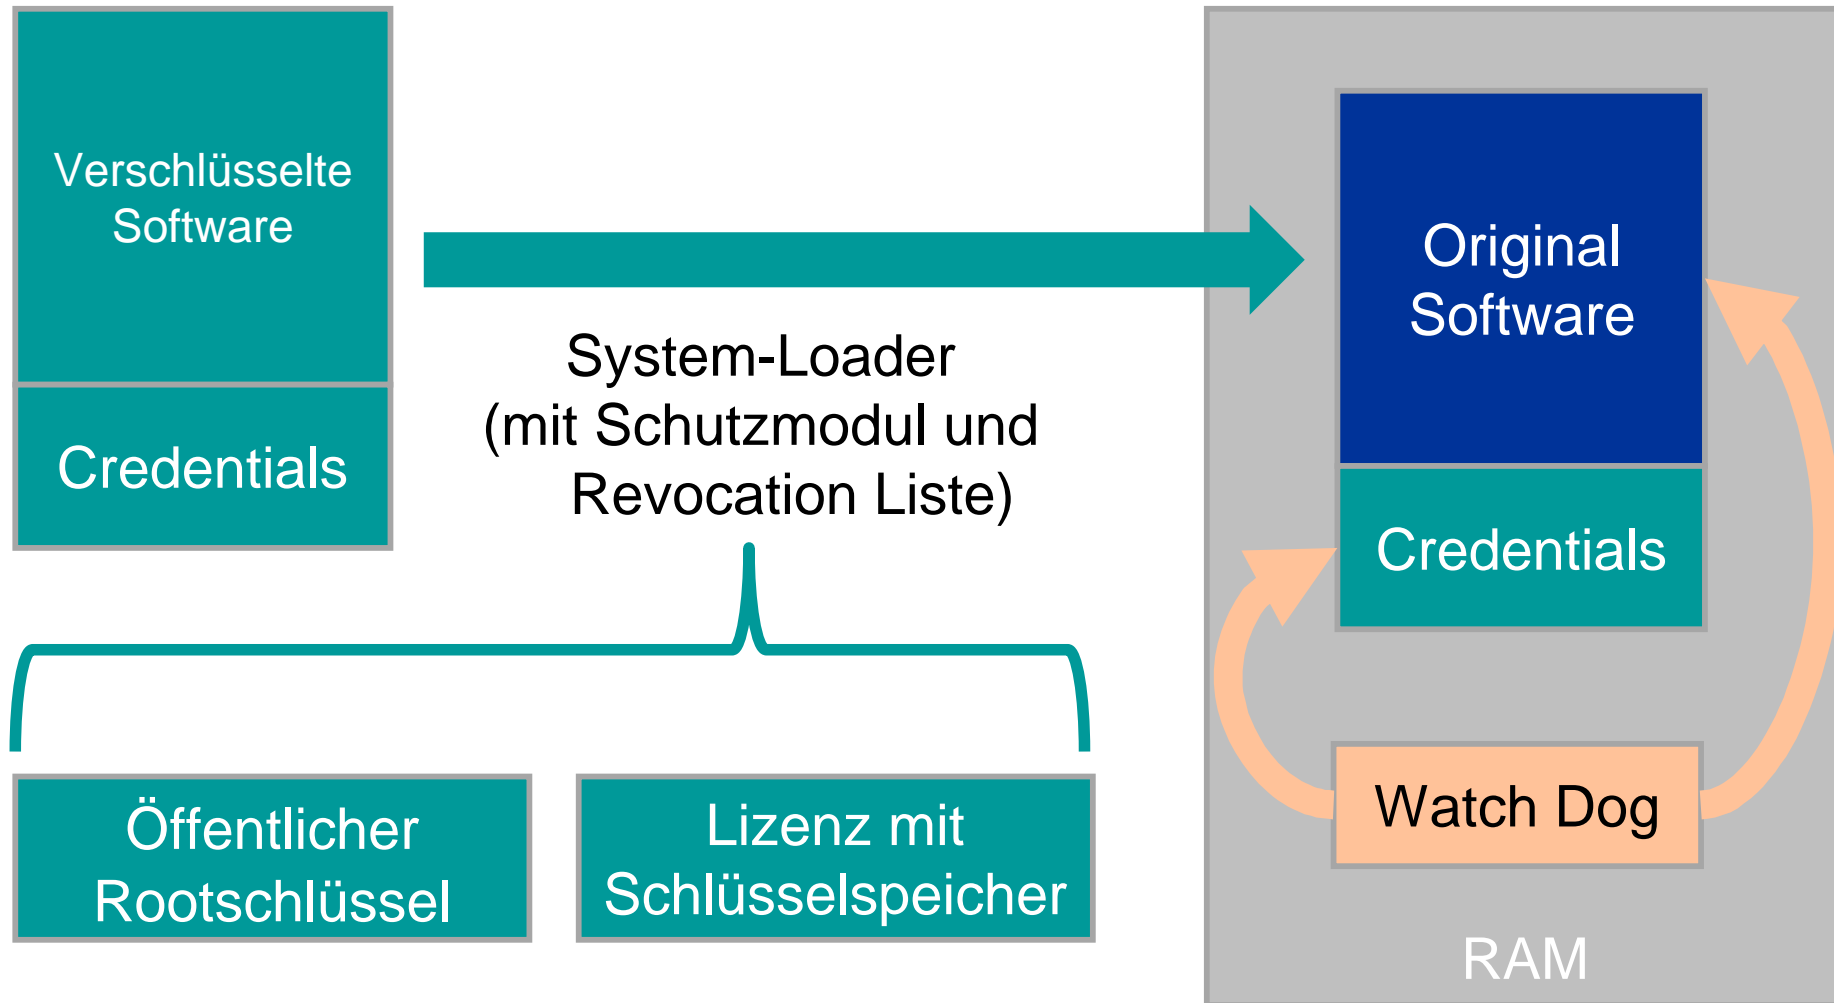 Verschlüsselte
Software
Credentials
System-Loader
(mit Schutzmodul und
Revocation Liste)
Öffentlicher
Rootschlüssel
Lizenz mit
Schlüsselspeicher
Original
Software
Credentials
Watch Dog
RAM